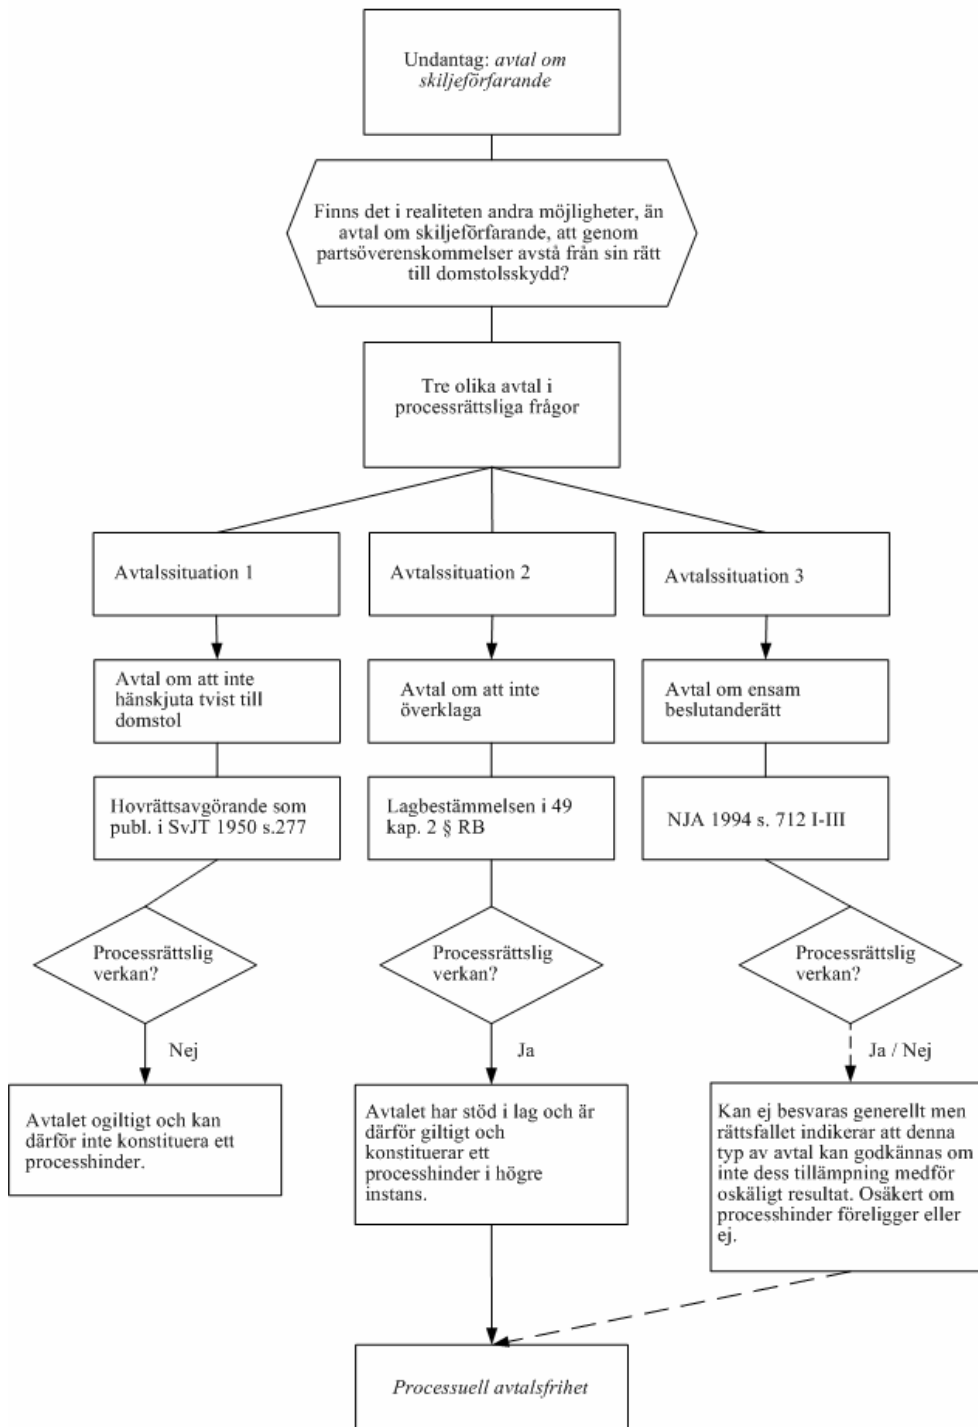 Undantag: avtal om
skiljeförfarande
Finns det i realiteten andra möjligheter, än
avtal om skiljeförfarande, att genom
partsöverenskommelser avstå från sin rätt
till domstolsskydd?
Tre olika avtal i
processrättsliga frågor
Avtalssituation 1
Avtalssituation 2
Avtalssituation 3
Avtal om att inte
hänskjuta tvist till
domstol
Avtal om att inte
överklaga
Avtal om ensam
beslutanderätt
Hovrättsavgörande som
publ. i SvJT 1950 s.277
Lagbestämmelsen i 49
kap. 2 § RB
NJA 1994 s. 712 I-III
Processrättslig
verkan?
Processrättslig
verkan?
Processrättslig
verkan?
Nej
Ja
Ja / Nej
Avtalet ogiltigt och kan
därför inte konstituera ett
processhinder.
Avtalet har stöd i lag och är
därför giltigt och
konstituerar ett
processhinder i högre
instans.
Kan ej besvaras generellt men
rättsfallet indikerar att denna
typ av avtal kan godkännas om
inte dess tillämpning medför
oskäligt resultat. Osäkert om
processhinder föreligger eller
ej.
Processuell avtalsfrihet